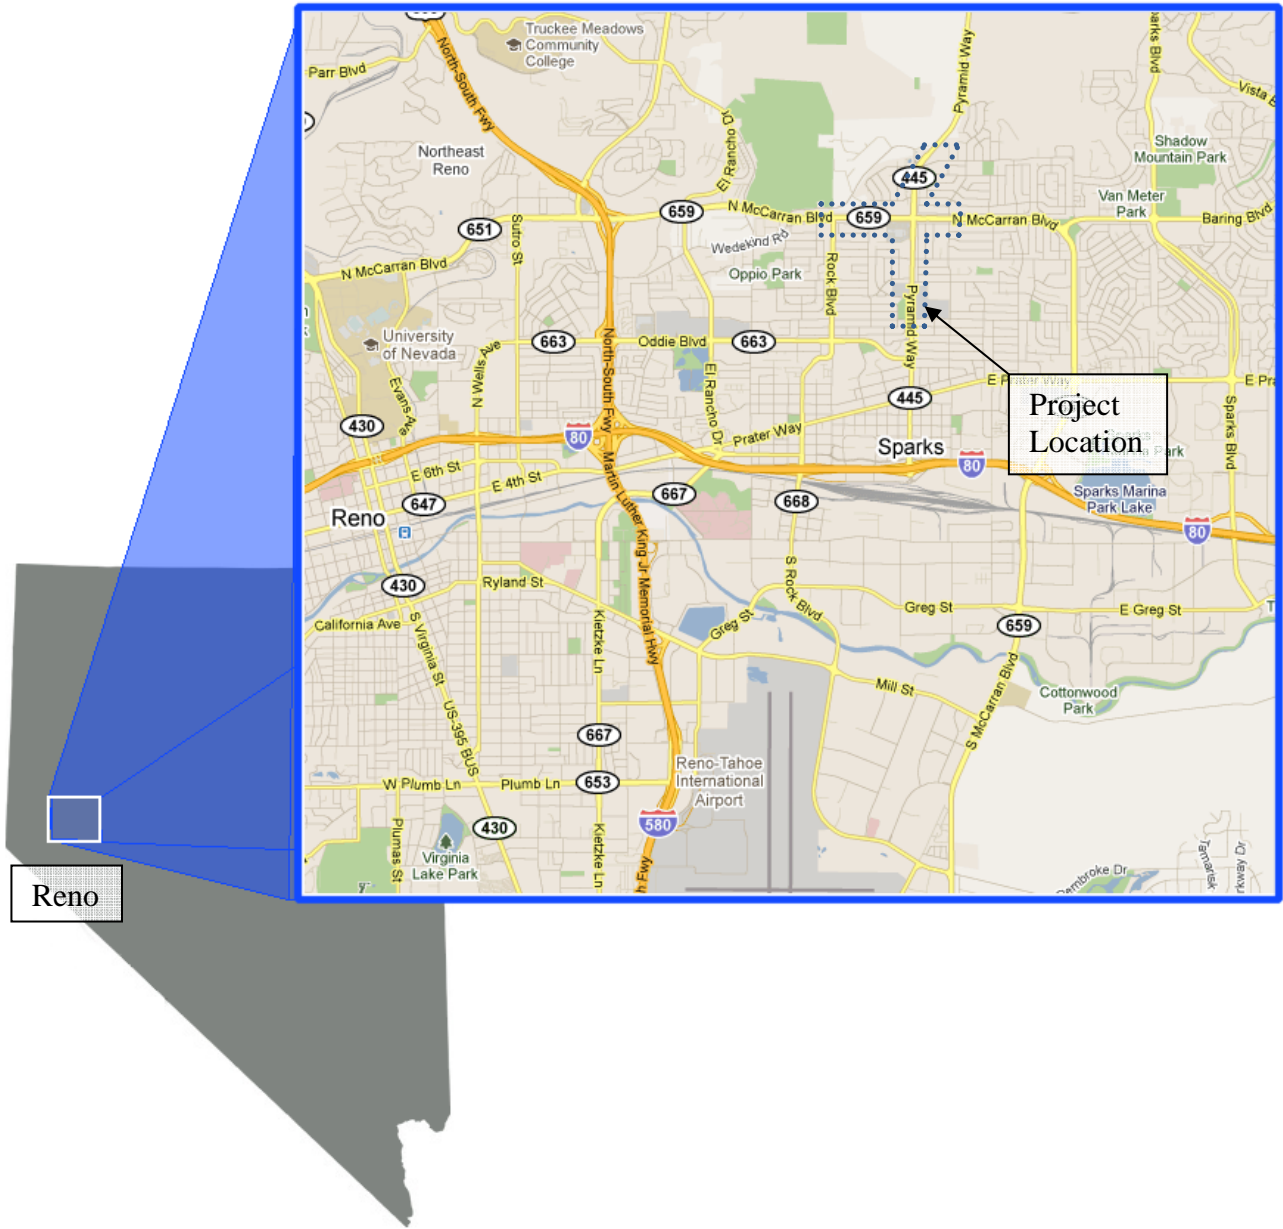 Truckee Meadows
Community
College
Parr Blvd
North-South Fwy
Pyramid Way
Vista
El Rancho Dr
Northeast
Reno
Shadow
Mountain Park
445
Van Meter
Park
659
N McCarran Blvd
659
N McCarran Blvd
Baring Blvd
651
Sutro St
Wedekind Rd
Oppio Park
Rock Blvd
N McCarran Blvd
Pyramid Way
University
of Nevada
663
Oddie Blvd
663
N Wells Ave
North-South Fwy
El Rancho Dr
Evans Ave
E Prater Way
445
Project
Location
Sparks Blvd
430
80
Prater Way
Sparks
80
E 6th St
E 4th St
647
667
668
Sparks Marina
Park Lake
Reno
80
Martin Luther King Jr Memorial Hwy
430
Ryland St
S Rock Blvd
Greg St
E Greg St
California Ave
Kietzke Ln
Greg St
659
S Virginia St
US-395 BUS
Mill St
S McCarran Blvd
Cottonwood
Park
667
Reno-Tahoe
International
Airport
W Plumb Ln
Plumb Ln
653
430
580
Plumas St
Virginia
Lake Park
Kietzke Ln
Tamarisk
Reno